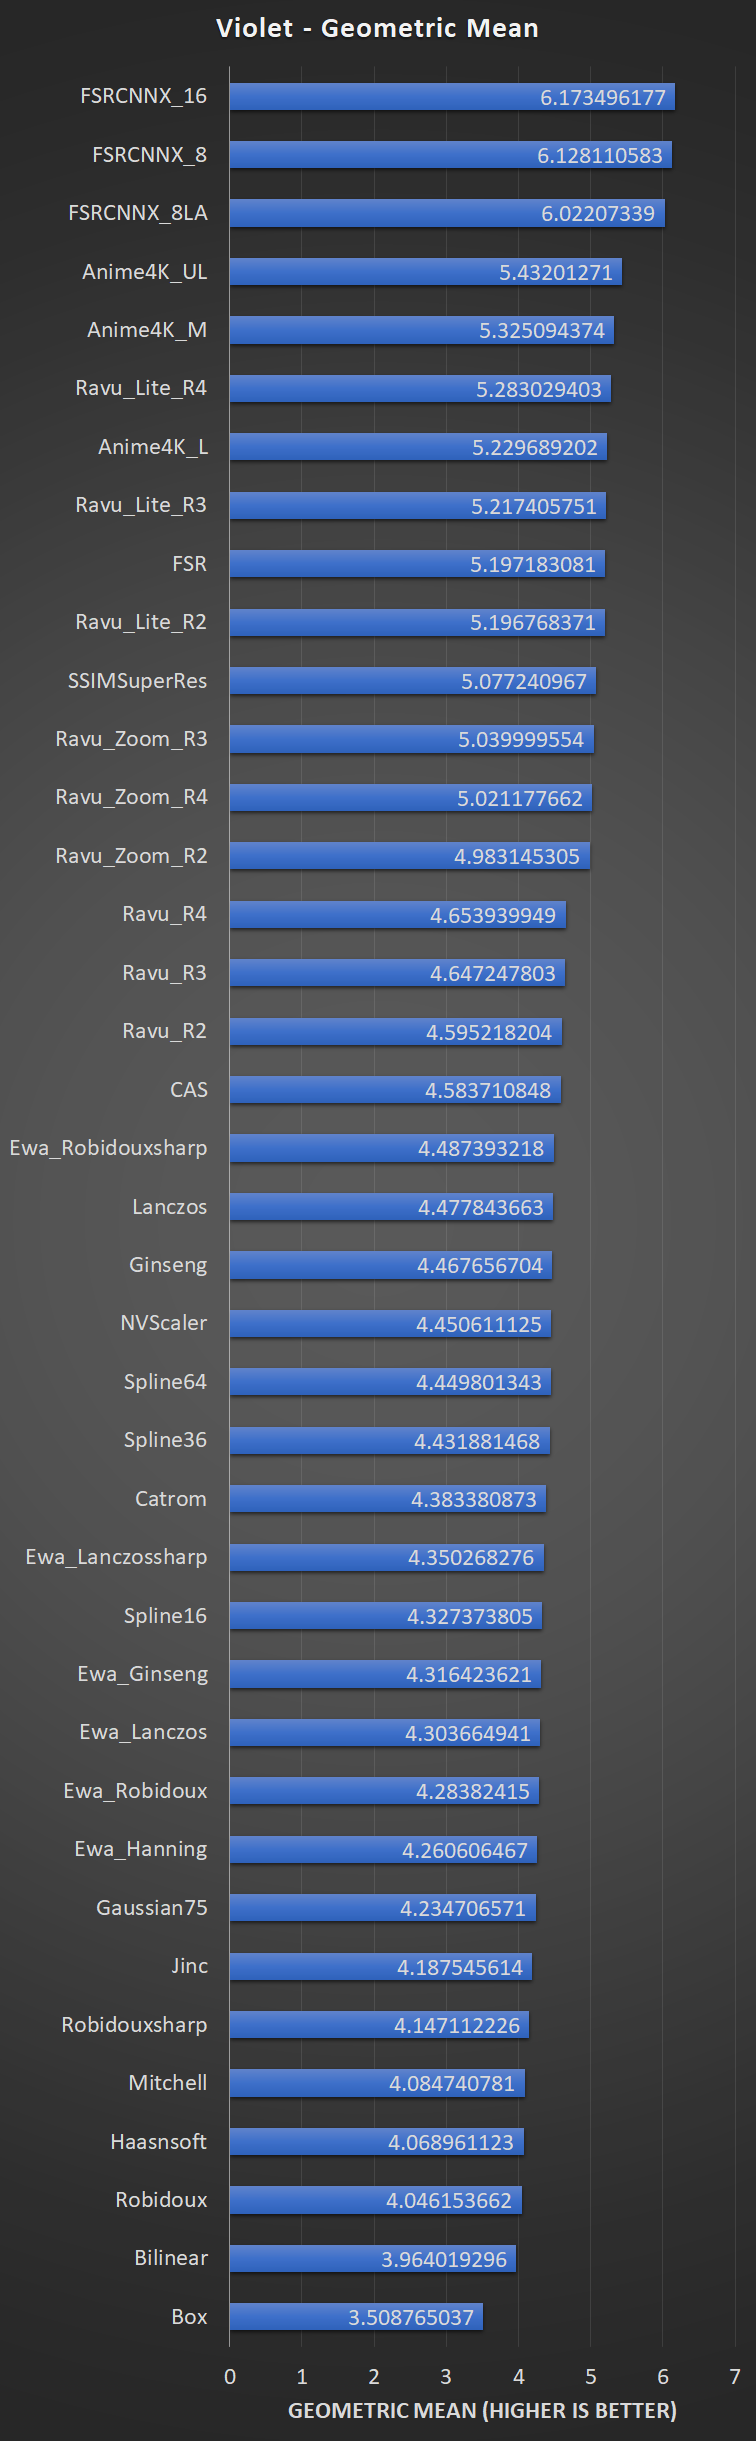 Violet - Geometric Mean
FSRCNNX_16 6.173496177
FSRCNNX_8 6.128110583
FSRCNNX_8LA 6.02207339
Anime4K_UL 5.43201271
Anime4K_M 5.325094374
Ravu_Lite_R4 5.283029403
Anime4K_L 5.229689202
Ravu_Lite_R3 5.217405751
FSR 5.197183081
Ravu_Lite_R2 5.196768371
SSIMSuperRes 5.077240967
Ravu_Zoom_R3 5.039999554
Ravu_Zoom_R4 5.021177662
Ravu_Zoom_R2 4.983145305
Ravu_R4 4.653939949
Ravu_R3 4.647247803
Ravu_R2 4.595218204
CAS 4.583710848
Ewa_Robidouxsharp 4.487393218
Lanczos 4.477843663
Ginseng 4.467656704
NVScaler 4.450611125
Spline64 4.449801343
Spline36 4.431881468
Catrom 4.383380873
Ewa_Lanczossharp 4.350268276
Spline16 4.327373805
Ewa_Ginseng 4.316423621
Ewa_Lanczos 4.303664941
Ewa_Robidoux 4.28382415
Ewa_Hanning 4.260606467
Gaussian75 4.234706571
Jinc 4.187545614
Robidouxsharp 4.147112226
Mitchell 4.084740781
Haasnsoft 4.068961123
Robidoux 4.046153662
Bilinear 3.964019296
Box 3.508765037
0 1 2 3 4 5 6 7
GEOMETRIC MEAN (HIGHER IS BETTER)